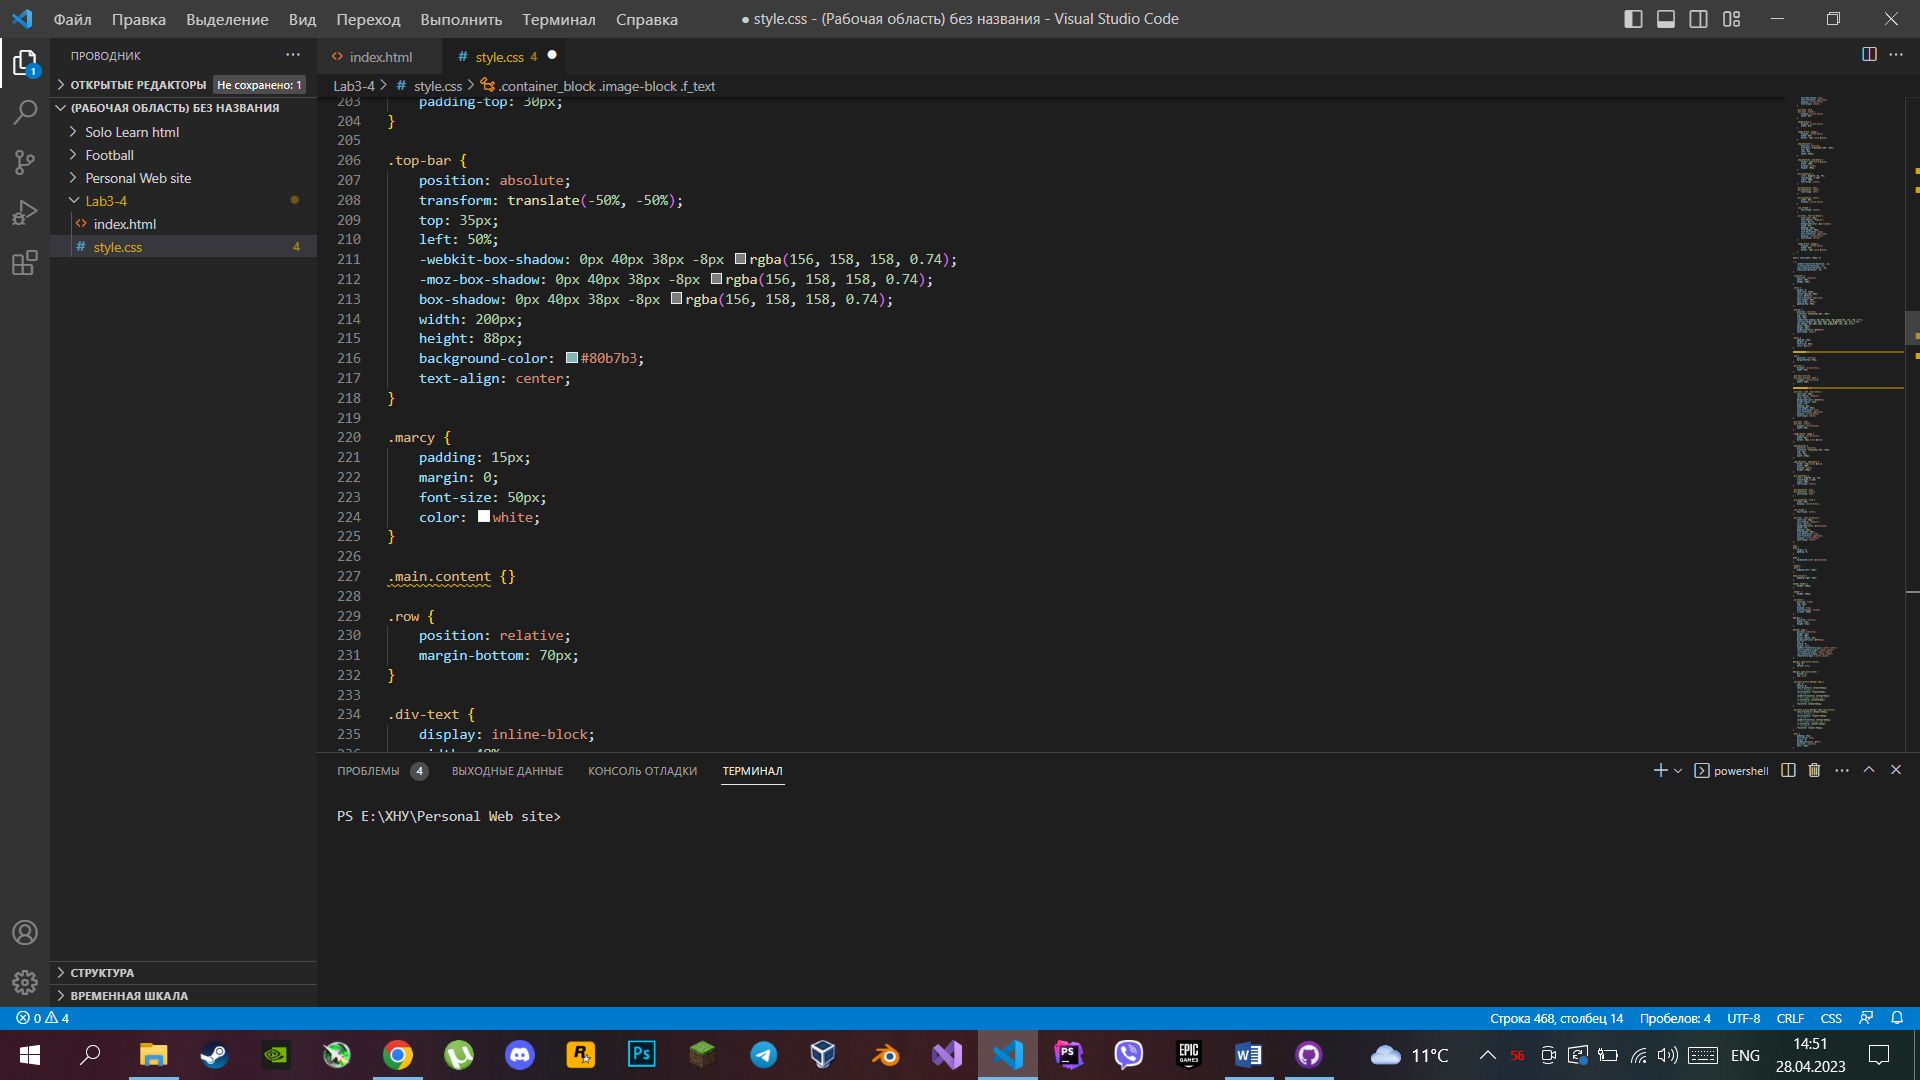 Файл Правка Выделение Вид Переход Выполнить Терминал Справка
● style.css - (Рабочая область) без названия - Visual Studio Code
ПРОВОДНИК
ОТКРЫТЫЕ РЕДАКТОРЫ Не сохранено: 1
(РАБОЧАЯ ОБЛАСТЬ) БЕЗ НАЗВАНИЯ
Solo Learn html
Football
Personal Web site
Lab3-4
index.html
style.css 4
СТРУКТУРА
ВРЕМЕННАЯ ШКАЛА
index.html
# style.css 4
Lab3-4 > # style.css > .container_block .image-block .f_text
203 padding-top: 30px;
204 }
205
206 .top-bar {
207 position: absolute;
208 transform: translate(-50%, -50%);
209 top: 35px;
210 left: 50%;
211 -webkit-box-shadow: 0px 40px 38px -8px rgba(156, 158, 158, 0.74);
212 -moz-box-shadow: 0px 40px 38px -8px rgba(156, 158, 158, 0.74);
213 box-shadow: 0px 40px 38px -8px rgba(156, 158, 158, 0.74);
214 width: 200px;
215 height: 88px;
216 background-color: #80b7b3;
217 text-align: center;
218 }
219
220 .marcy {
221 padding: 15px;
222 margin: 0;
223 font-size: 50px;
224 color: white;
225 }
226
227 .main.content {}
228
229 .row {
230 position: relative;
231 margin-bottom: 70px;
232 }
233
234 .div-text {
235 display: inline-block;
ПРОБЛЕМЫ 4 ВЫХОДНЫЕ ДАННЫЕ КОНСОЛЬ ОТЛАДКИ ТЕРМИНАЛ
powershell
PS E:\ХНУ\Personal Web site>
0 4
Строка 468, столбец 14 Пробелов: 4 UTF-8 CRLF CSS
11°C
56
ENG
14:51
28.04.2023